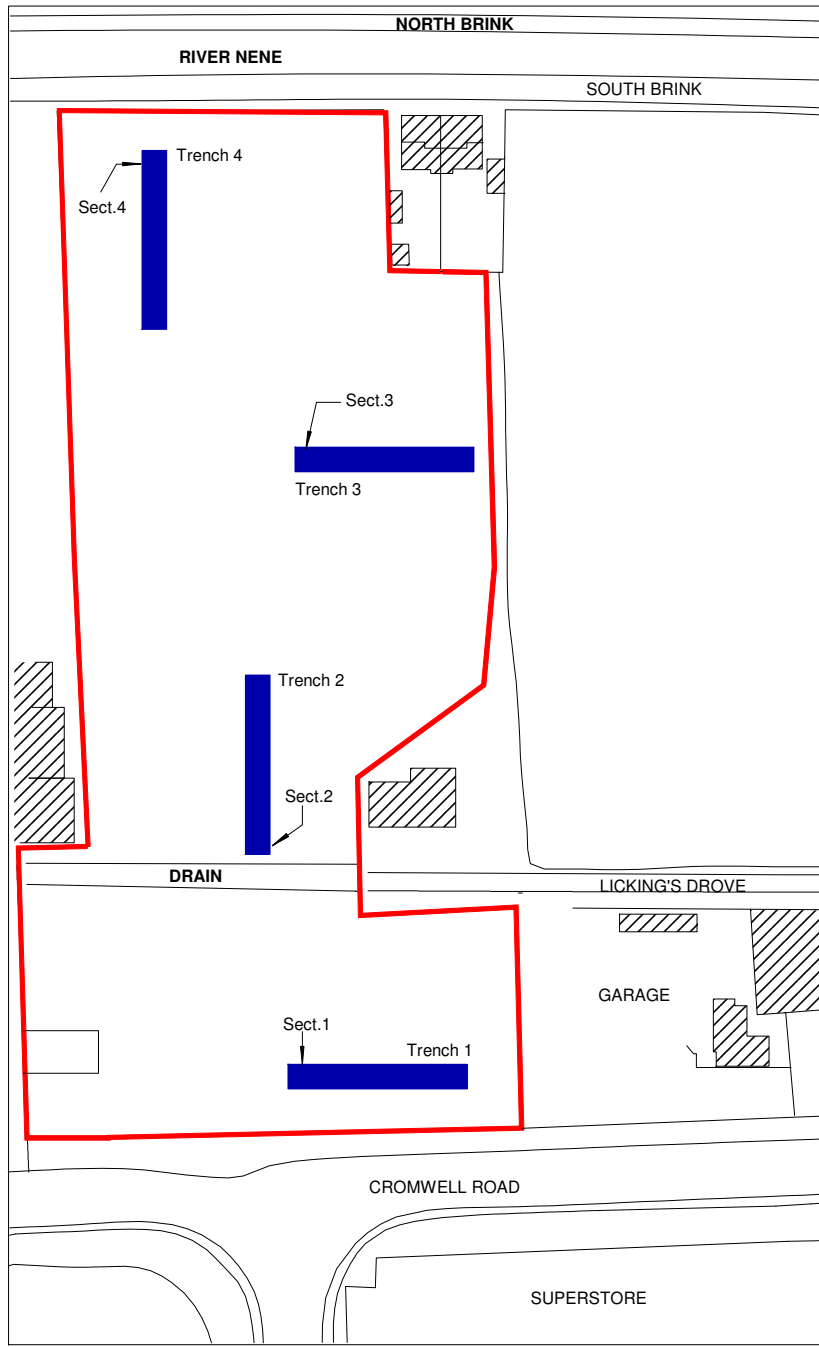 NORTH BRINK
RIVER NENE
SOUTH BRINK
Trench 4
Sect.4
Sect.3
Trench 3
Trench 2
Sect.2
DRAIN
LICKING'S DROVE
GARAGE
Sect.1
Trench 1
CROMWELL ROAD
SUPERSTORE